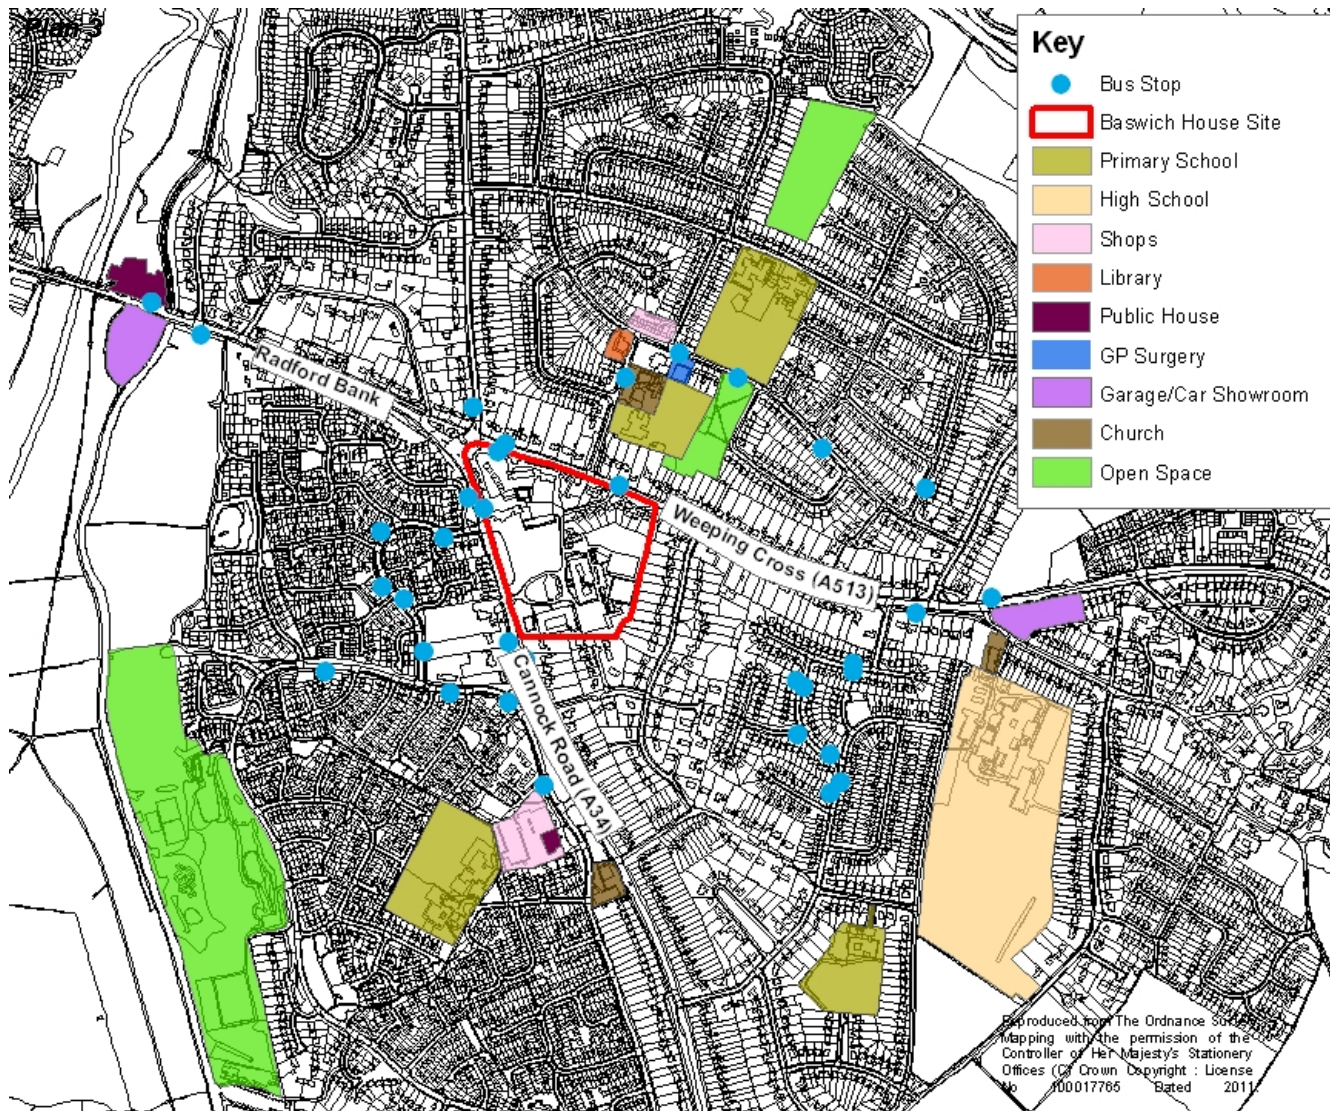 Plan 3
Key
Bus Stop
Baswich House Site
Primary School
High School
Shops
Library
Public House
GP Surgery
Garage/Car Showroom
Church
Open Space
Radford Bank
Weeping Cross (A513)
Cannock Road (A34)
Reproduced from The Ordnance Survey
Mapping with the permission of the
Controller of Her Majesty's Stationery
Offices (C) Crown Copyright : License
No 100017765 Dated 2011